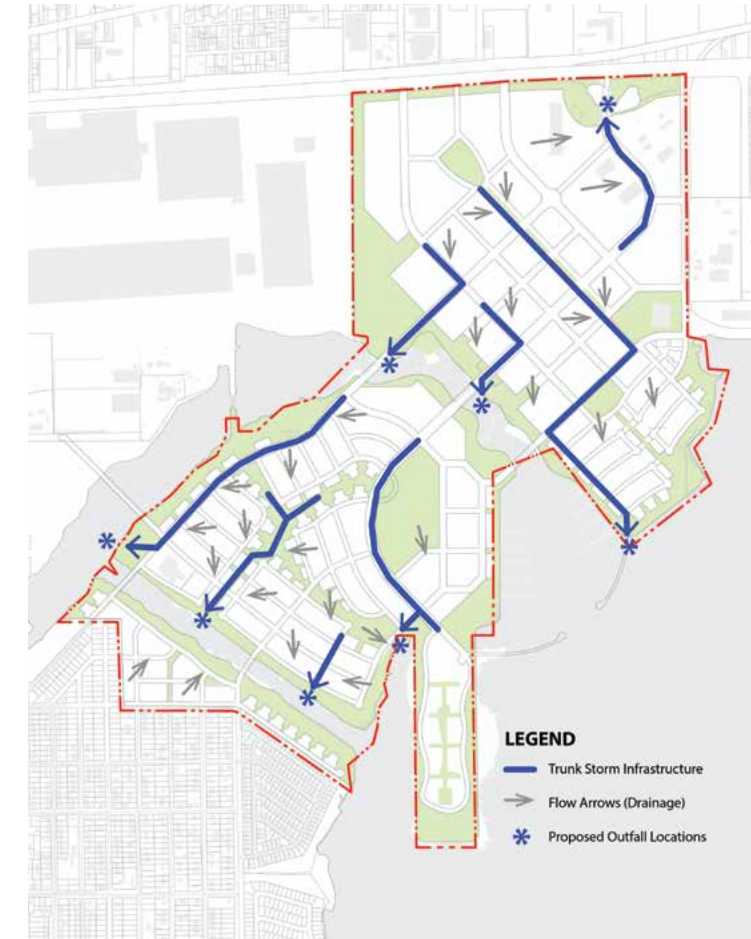 LEGEND
Trunk Storm Infrastructure
Flow Arrows (Drainage)
Proposed Outfall Locations